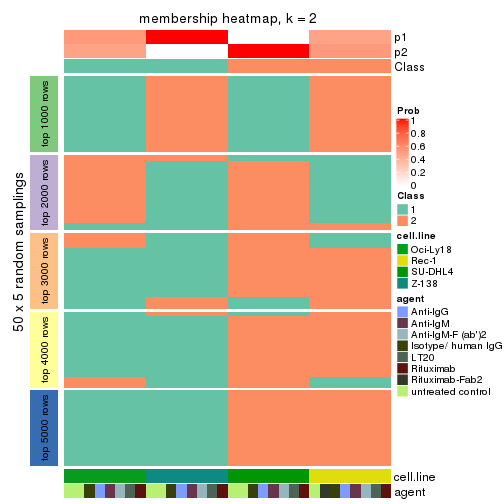 membership heatmap, k = 2
p1
p2
Class
50 x 5 random samplings
top 1000 rows
top 2000 rows
top 3000 rows
top 4000 rows
top 5000 rows
cell.line
agent
Prob
1
0.8
0.6
0.4
0.2
0
Class
1
2
cell.line
Oci-Ly18
Rec-1
SU-DHL4
Z-138
agent
Anti-IgG
Anti-IgM
Anti-IgM-F (ab')2
Isotype/ human IgG
LT20
Rituximab
Rituximab-Fab2
untreated control